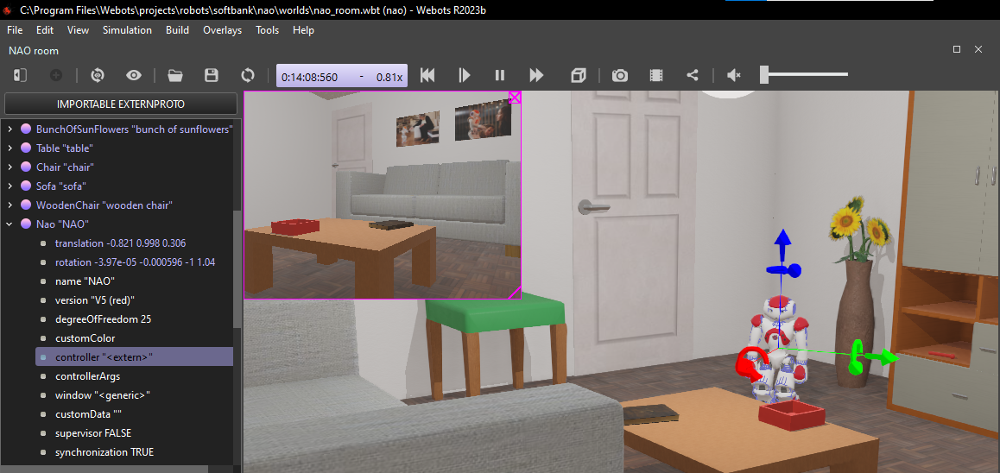 C:\Program Files\Webots\projects\robots\softbank\nao\worlds\nao_room.wbt (nao) - Webots R2023b
File Edit View Simulation Build Overlays Tools Help
NAO room
0:14:08:560 - 0.81x
IMPORTABLE EXTERNPROTO
BunchOfSunFlowers "bunch of sunflowers"
Table "table"
Chair "chair"
Sofa "sofa"
WoodenChair "wooden chair"
Nao "NAO"
translation -0.821 0.998 0.306
rotation -3.97e-05 -0.000596 -1 1.04
name "NAO"
version "V5 (red)"
degreeOfFreedom 25
customColor
controller "<extern>"
controllerArgs
window "<generic>"
customData ""
supervisor FALSE
synchronization TRUE